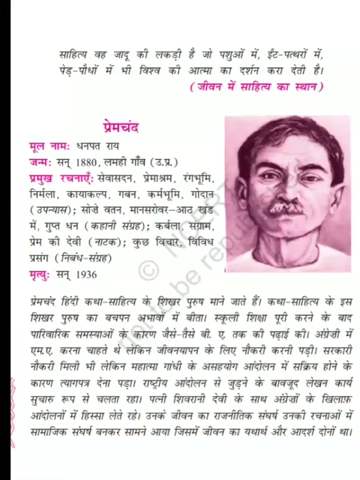 साहित्य वह जादू की लकड़ी है जो पशुओं में, ईंट-पत्थरों में,
पेड़-पौधों में भी विश्व की आत्मा का दर्शन करा देती है।
(जीवन में साहित्य का स्थान)
प्रेमचंद
मूल नाम: धनपत राय
जन्म: सन् 1880, लमही गाँव (उ.प्र.)
प्रमुख रचनाएँ: सेवासदन, प्रेमाश्रम, रंगभूमि,
निर्मला, कायाकल्प, गबन, कर्मभूमि, गोदान
(उपन्यास); सोज़े वतन, मानसरोवर–आठ खंड
में, गुप्त धन (कहानी संग्रह); कर्बला, संग्राम,
प्रेम की देवी (नाटक); कुछ विचार, विविध
प्रसंग (निबंध-संग्रह)
मृत्यु: सन् 1936
प्रेमचंद हिंदी कथा-साहित्य के शिखर पुरुष माने जाते हैं। कथा-साहित्य के इस
शिखर पुरुष का बचपन अभावों में बीता। स्कूली शिक्षा पूरी करने के बाद
पारिवारिक समस्याओं के कारण जैसे-तैसे बी. ए. तक की पढ़ाई की। अंग्रेज़ी में
एम.ए. करना चाहते थे लेकिन जीवनयापन के लिए नौकरी करनी पड़ी। सरकारी
नौकरी मिली भी लेकिन महात्मा गांधी के असहयोग आंदोलन में सक्रिय होने के
कारण त्यागपत्र देना पड़ा। राष्ट्रीय आंदोलन से जुड़ने के बावजूद लेखन कार्य
सुचारु रूप से चलता रहा। पत्नी शिवरानी देवी के साथ अंग्रेज़ों के खिलाफ़
आंदोलनों में हिस्सा लेते रहे। उनके जीवन का राजनीतिक संघर्ष उनकी रचनाओं में
सामाजिक संघर्ष बनकर सामने आया जिसमें जीवन का यथार्थ और आदर्श दोनों था।